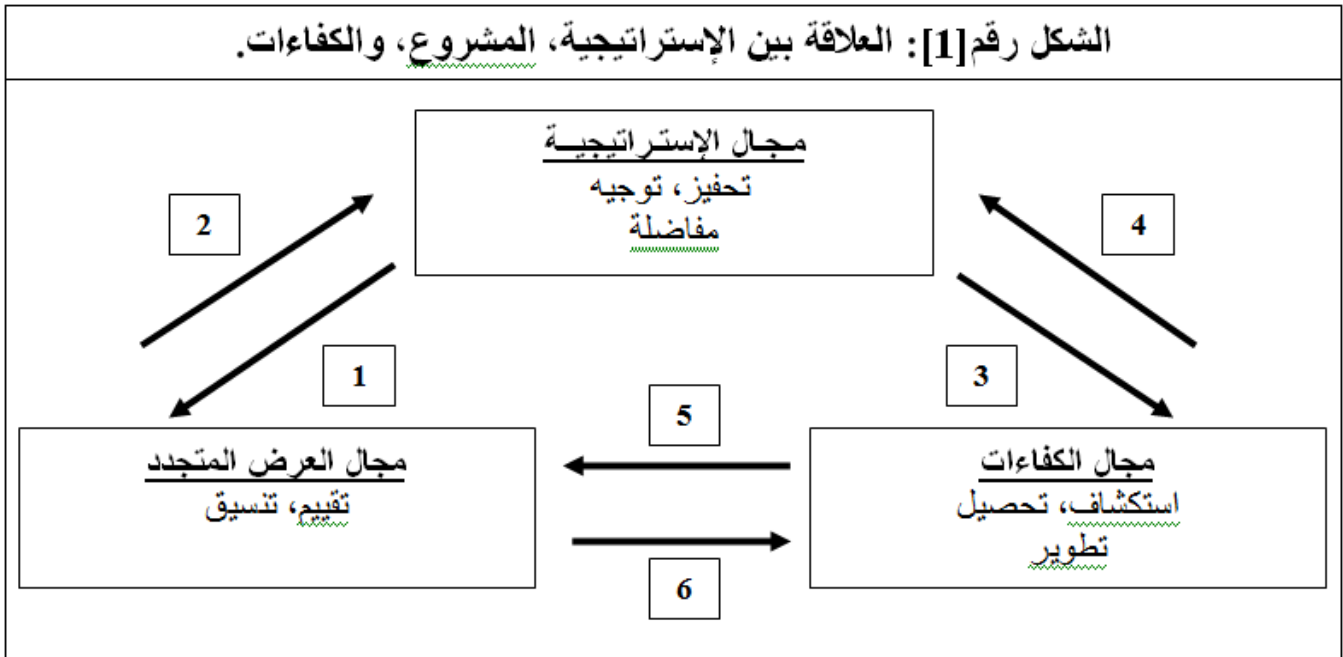 الشكل رقم[1]: العلاقة بين الإستراتيجية، المشروع، والكفاءات.
مجال الإستراتيجية
تحفيز، توجيه
مفاضلة
2
4
1
3
5
مجال الكفاءات
استكشاف، تحصيل
تطوير
مجال العرض المتجدد
تقييم، تنسيق
6